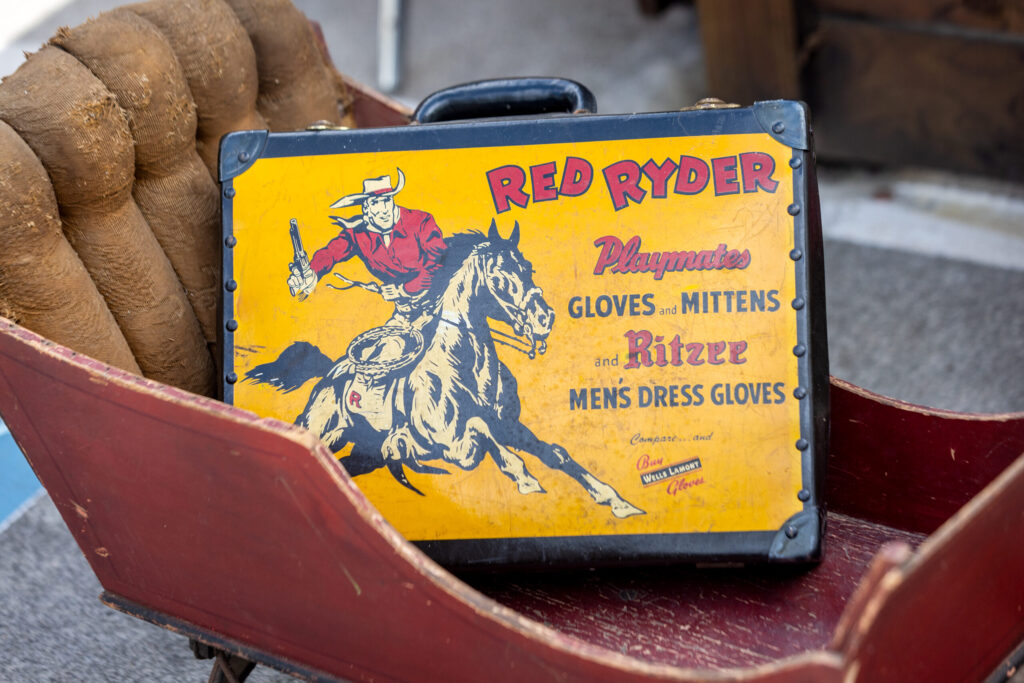 RED RYDER
Playmates
GLOVES and MITTENS
and Ritzee
MEN'S DRESS GLOVES
Compare...and
Buy
WELLS LAMONT
Gloves
R